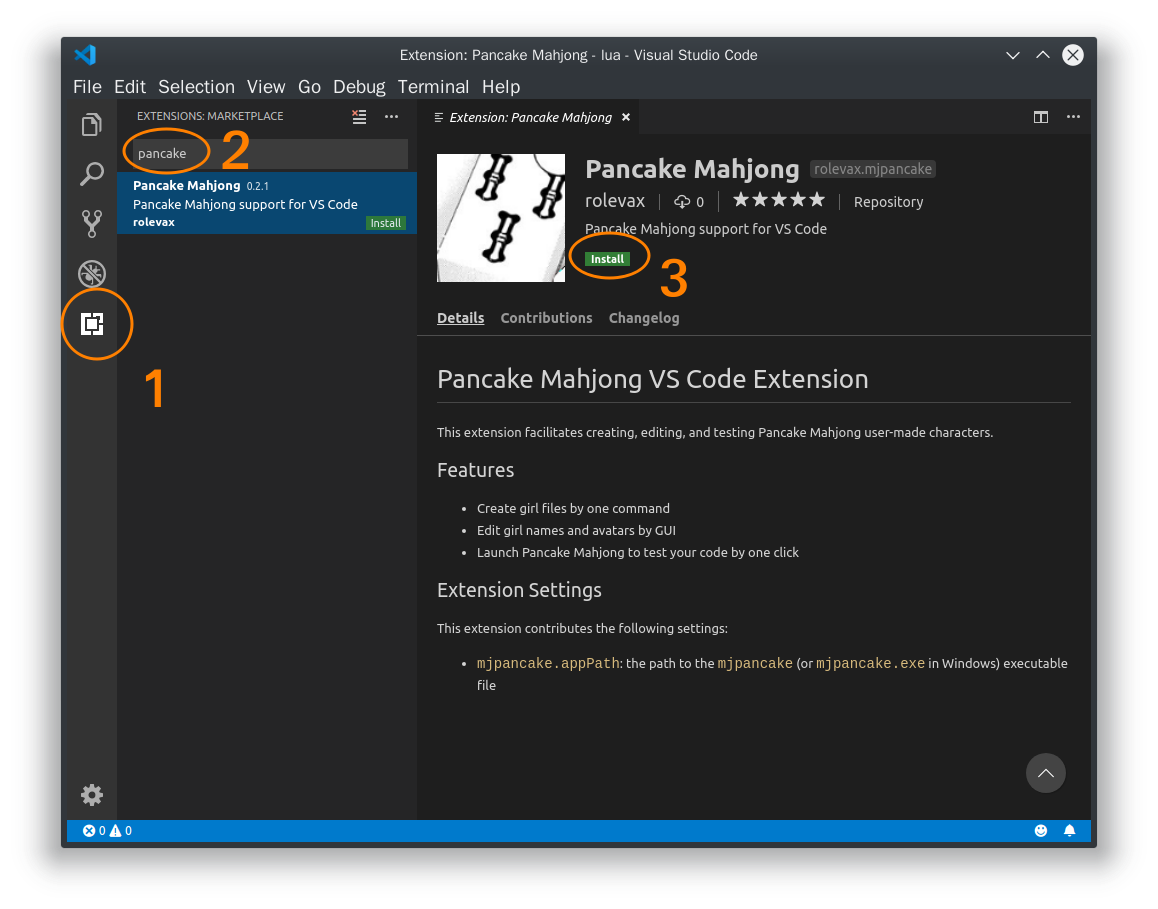 Extension: Pancake Mahjong - lua - Visual Studio Code
File Edit Selection View Go Debug Terminal Help
EXTENSIONS: MARKETPLACE
pancake
2
Pancake Mahjong 0.2.1
Pancake Mahjong support for VS Code
rolevax
Install
1
Extension: Pancake Mahjong
Pancake Mahjong rolevax.mjpancake
rolevax 0 Repository
Pancake Mahjong support for VS Code
Install
3
Details Contributions Changelog
Pancake Mahjong VS Code Extension
This extension facilitates creating, editing, and testing Pancake Mahjong user-made characters.
Features
• Create girl files by one command
• Edit girl names and avatars by GUI
• Launch Pancake Mahjong to test your code by one click
Extension Settings
This extension contributes the following settings:
• mjpancake.appPath: the path to the mjpancake (or mjpancake.exe in Windows) executable
file
0 0